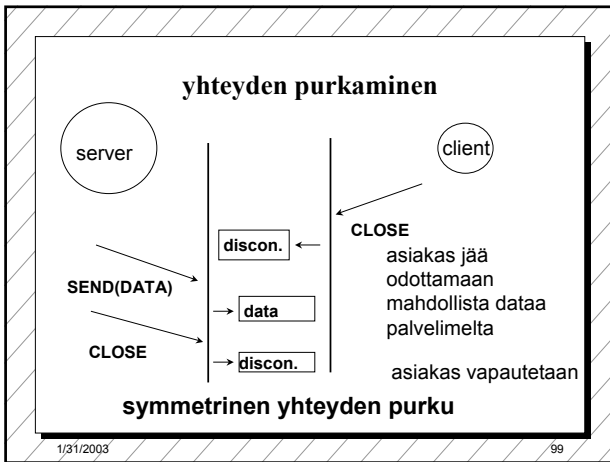 yhteyden purkaminen
server
client
CLOSE
discon.
asiakas jää
odottamaan
mahdollista dataa
palvelimelta
SEND(DATA)
data
CLOSE
discon.
asiakas vapautetaan
symmetrinen yhteyden purku
1/31/2003
99